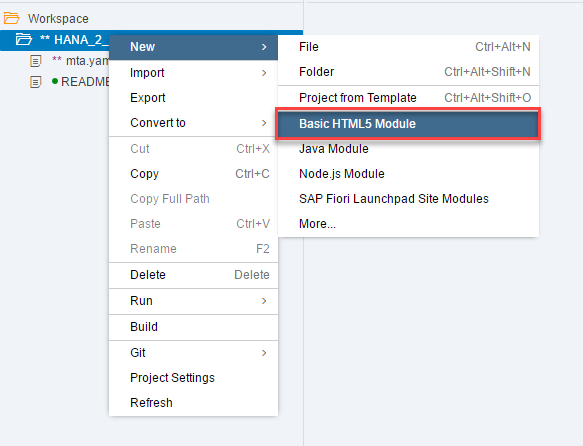 Workspace
** HANA_2_
** mta.yam
README
New
Import
Export
Convert to
Cut Ctrl+X
Copy Ctrl+C
Copy Full Path
Paste Ctrl+V
Rename F2
Delete Delete
Run
Build
Git
Project Settings
Refresh
File Ctrl+Alt+N
Folder Ctrl+Alt+Shift+N
Project from Template Ctrl+Alt+Shift+O
Basic HTML5 Module
Java Module
Node.js Module
SAP Fiori Launchpad Site Modules
More...